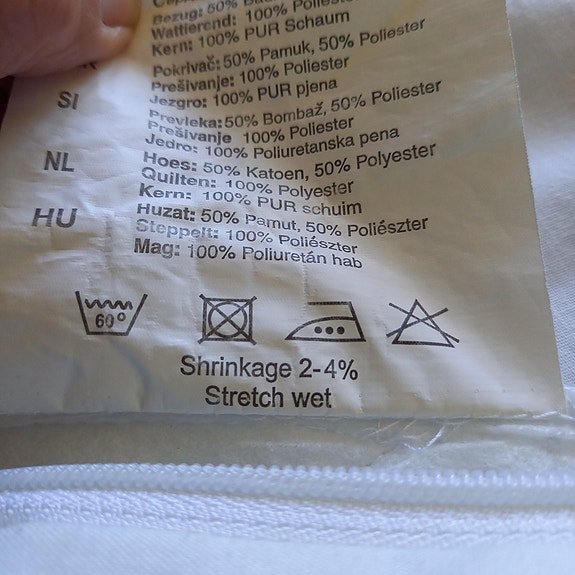 Bezug: 50%
Wattierend: 100%
Kern: 100% PUR Schaum
Pokrivač: 50% Pamuk, 50% Poliester
Prešivanje: 100% Poliester
Jezgro: 100% PUR pjena
SI
Prevleka: 50% Bombaž, 50% Poliester
Prešivanje 100% Poliester
Jedro: 100% Poliuretanska pena
NL
Hoes: 50% Katoen, 50% Polyester
Quilten: 100% Polyester
Kern: 100% PUR schuim
HU
Huzat: 50% Pamut, 50% Poliészter
Steppelt: 100% Poliészter
Mag: 100% Poliuretán hab
60°
Shrinkage 2-4%
Stretch wet